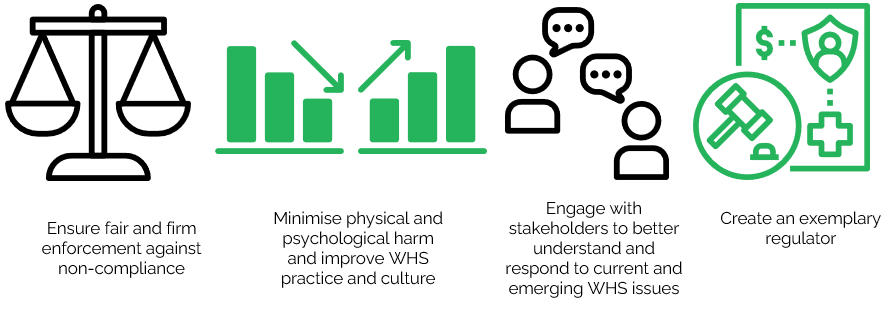 Ensure fair and firm
enforcement against
non-compliance
Minimise physical and
psychological harm
and improve WHS
practice and culture
Engage with
stakeholders to better
understand and
respond to current and
emerging WHS issues
Create an exemplary
regulator
$